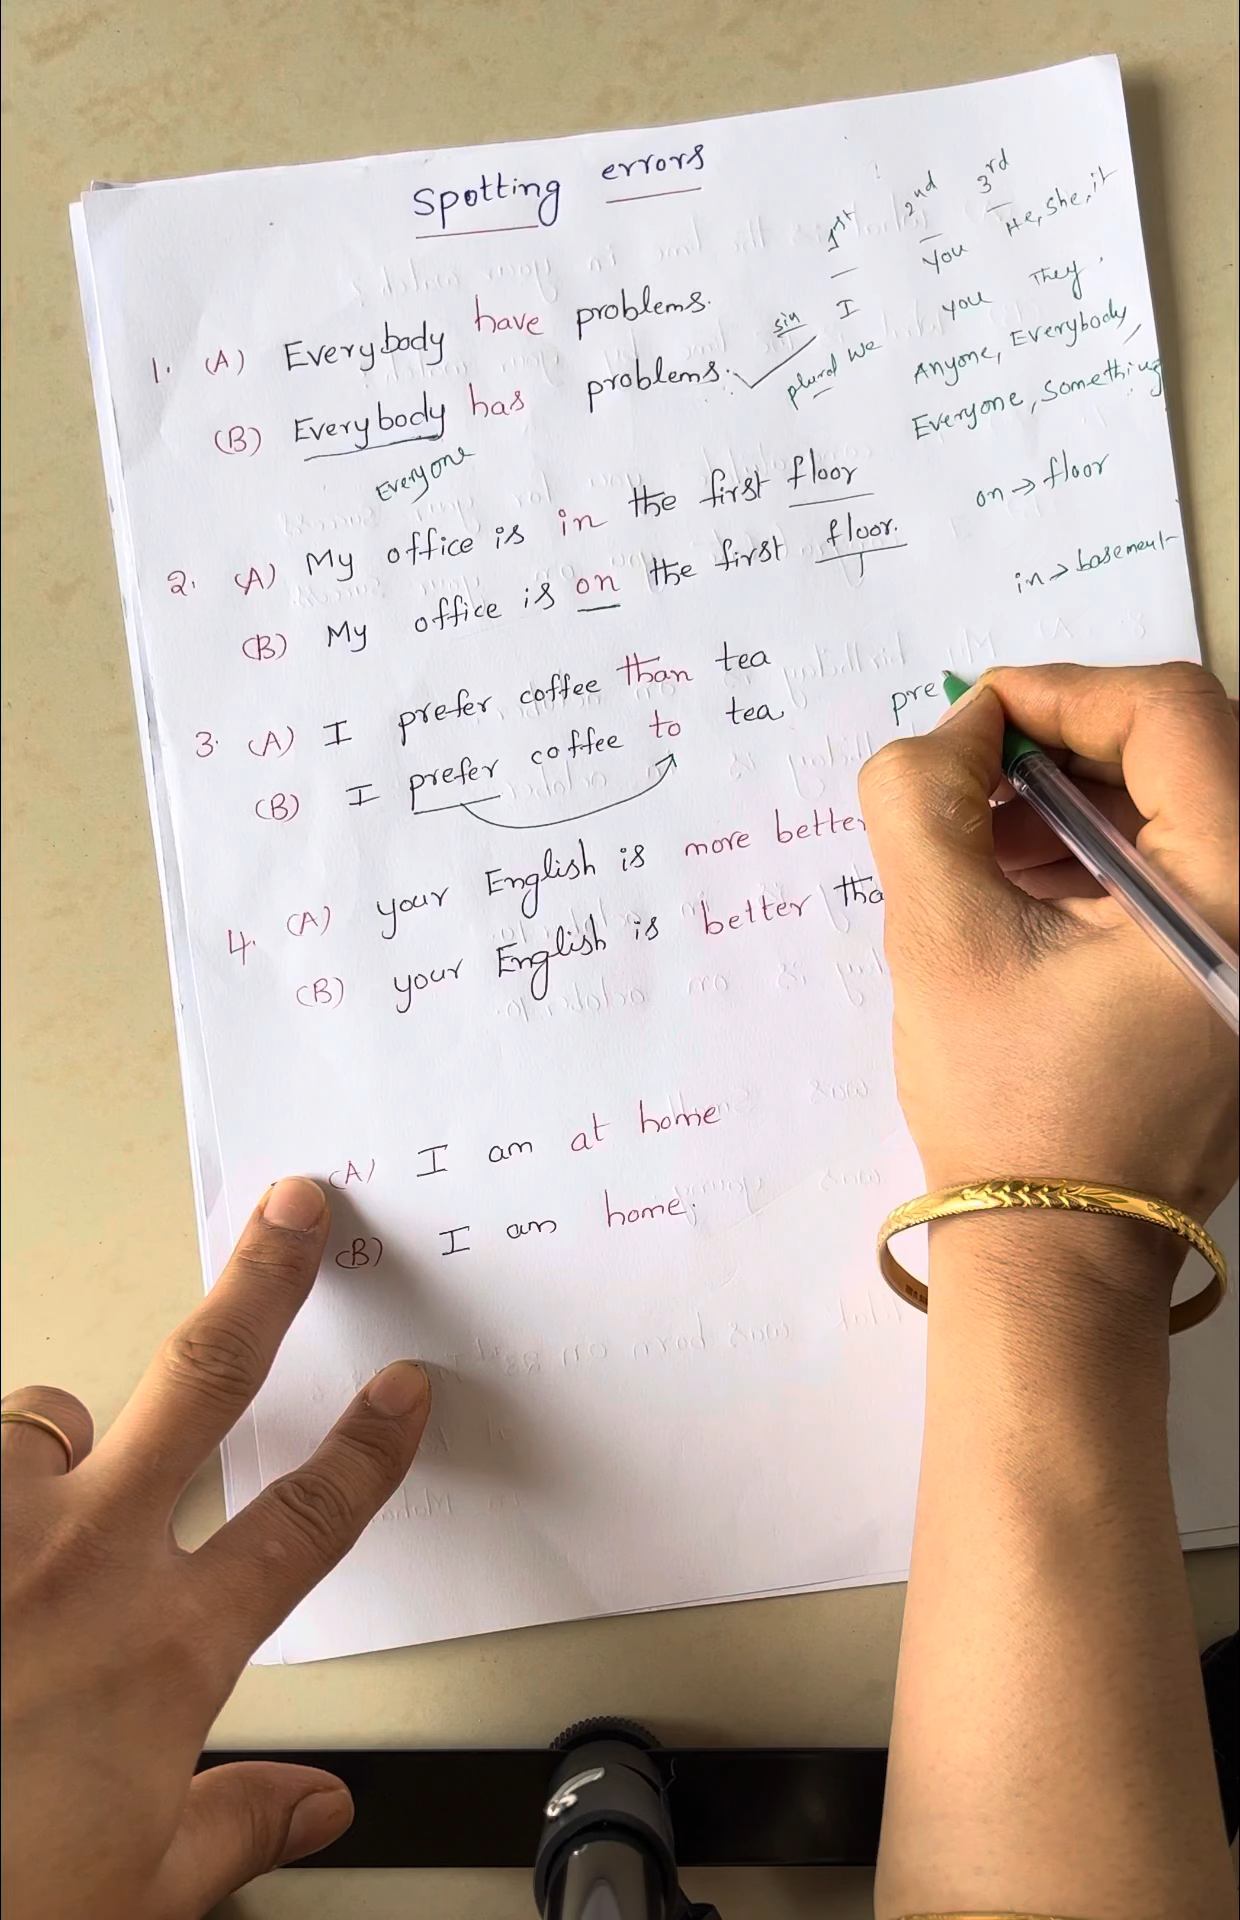 Spotting errors
1st 2nd 3rd
sin I You He, She, it
plural We you They.
Anyone, Everybody,
Everyone, Something
1. (A) Everybody have problems.
(B) Everybody has problems.
Everyone
2. (A) My office is in the first floor
(B) My office is on the first floor.
on → floor
in → basement
3. (A) I prefer coffee than tea
(B) I prefer coffee to tea
pre
4. (A) your English is more better
(B) your English is better tha
(A) I am at home
(B) I am home.